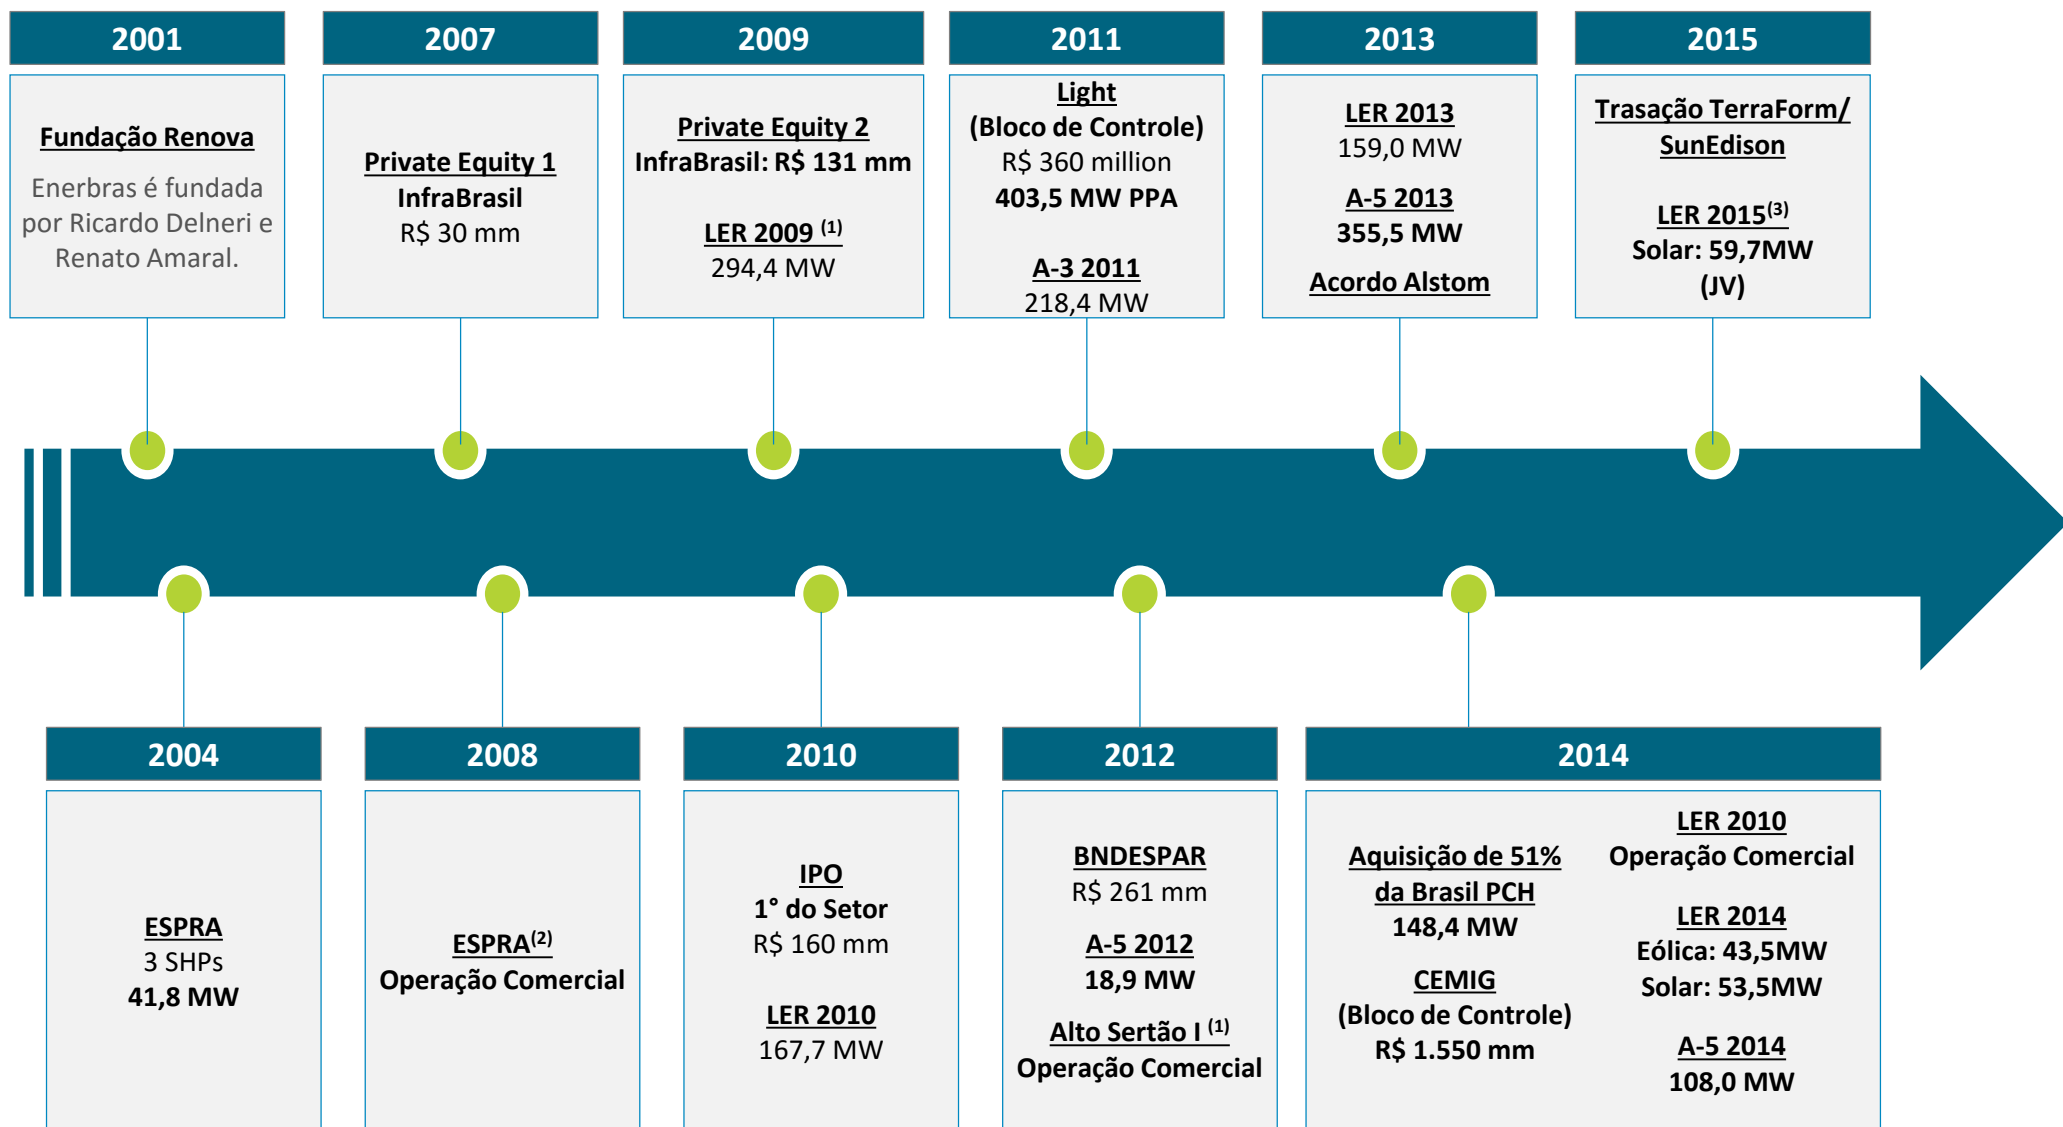 2001
Fundação Renova
Enerbras é fundada
por Ricardo Delneri e
Renato Amaral.
2007
Private Equity 1
InfraBrasil
R$ 30 mm
2009
Private Equity 2
InfraBrasil: R$ 131 mm
LER 2009 (1)
294,4 MW
2011
Light
(Bloco de Controle)
R$ 360 million
403,5 MW PPA
A-3 2011
218,4 MW
2013
LER 2013
159,0 MW
A-5 2013
355,5 MW
Acordo Alstom
2015
Trasação TerraForm/
SunEdison
LER 2015(3)
Solar: 59,7MW
(JV)
2004
ESPRA
3 SHPs
41,8 MW
2008
ESPRA(2)
Operação Comercial
2010
IPO
1° do Setor
R$ 160 mm
LER 2010
167,7 MW
2012
BNDESPAR
R$ 261 mm
A-5 2012
18,9 MW
Alto Sertão I (1)
Operação Comercial
2014
Aquisição de 51%
da Brasil PCH
148,4 MW
CEMIG
(Bloco de Controle)
R$ 1.550 mm
LER 2010
Operação Comercial
LER 2014
Eólica: 43,5MW
Solar: 53,5MW
A-5 2014
108,0 MW